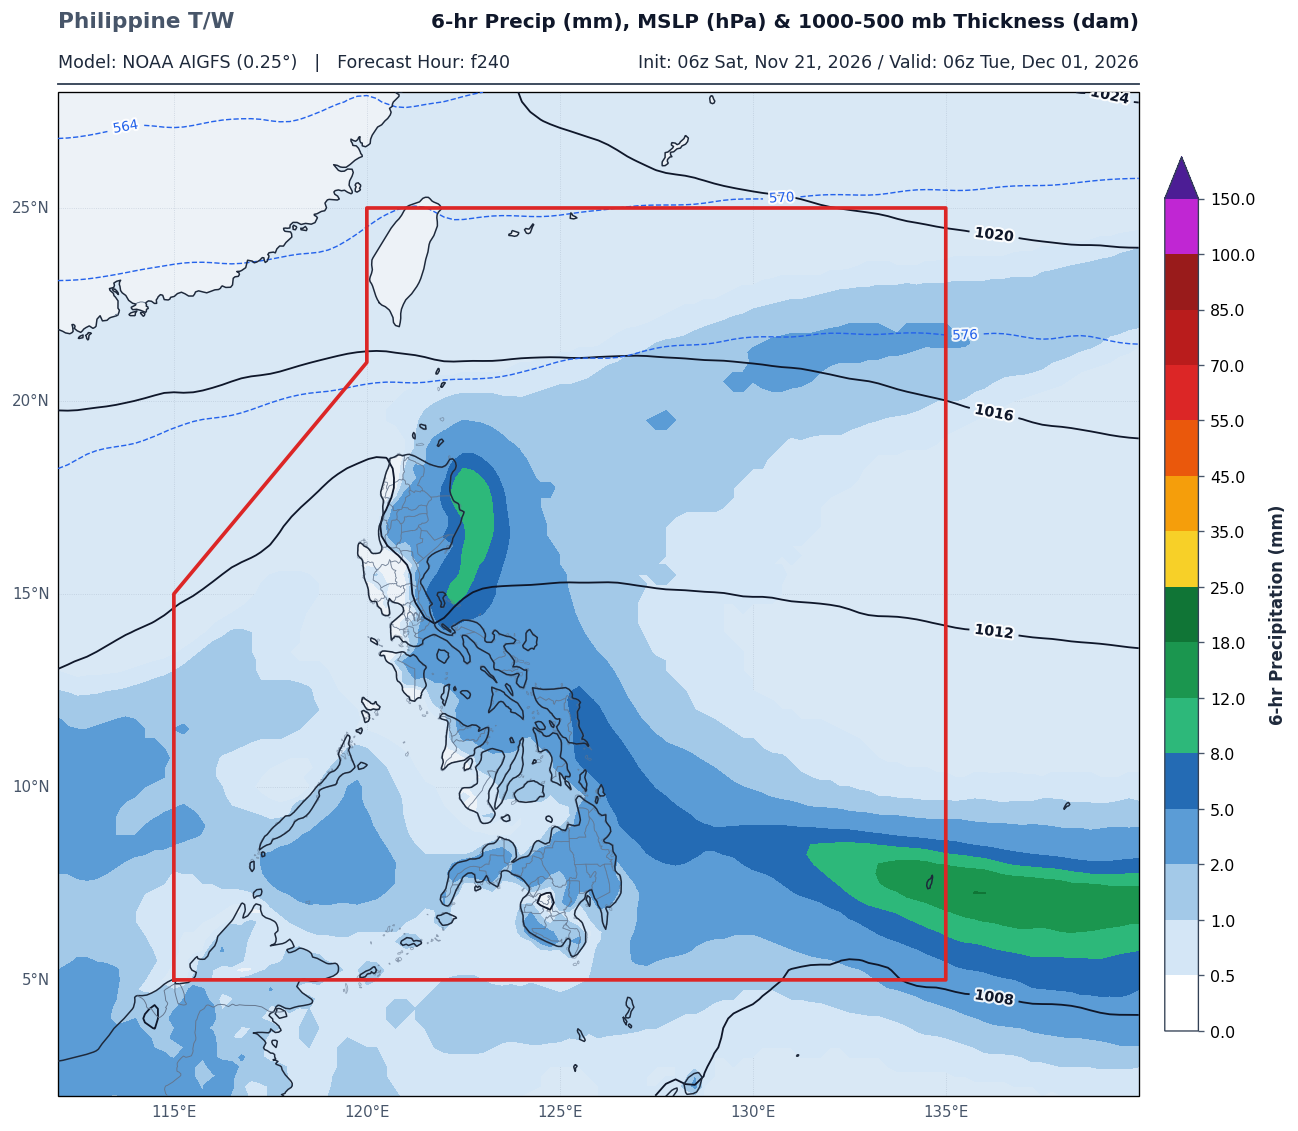 Philippine T/W
6-hr Precip (mm), MSLP (hPa) & 1000-500 mb Thickness (dam)
Model: NOAA AIGFS (0.25°) | Forecast Hour: f240
Init: 06z Sat, Nov 21, 2026 / Valid: 06z Tue, Dec 01, 2026
1024
564
570
25°N
1020
576
20°N
1016
15°N
1012
10°N
5°N
1008
115°E
120°E
125°E
130°E
135°E
150.0
100.0
85.0
70.0
55.0
45.0
35.0
25.0
18.0
12.0
8.0
5.0
2.0
1.0
0.5
0.0
6-hr Precipitation (mm)